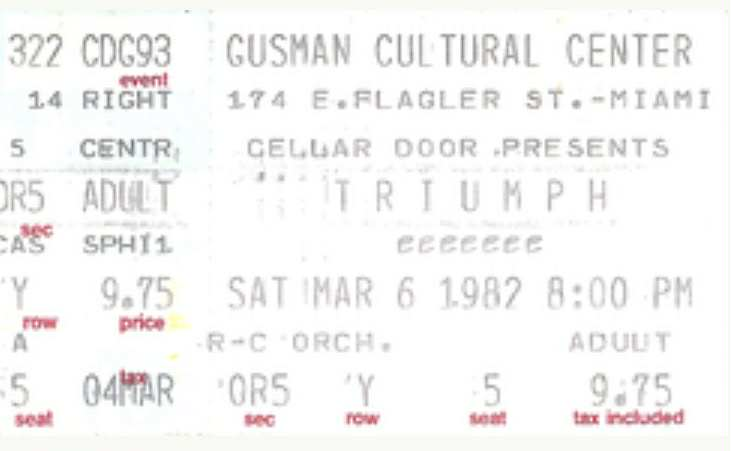 322 CDG93 GUSMAN CULTURAL CENTER
event
14 RIGHT 174 E.FLAGLER ST.-MIAMI
5 CENTR CELLAR DOOR PRESENTS
OR5 ADULT TRIUMPH
sec
CAS SPHI1 eeeeeee
Y 9.75 SAT MAR 6 1982 8:00 PM
row price
A R-C ORCH. ADULT
tax
5 04MAR OR5 Y 5 9.75
seat sec row seat tax included